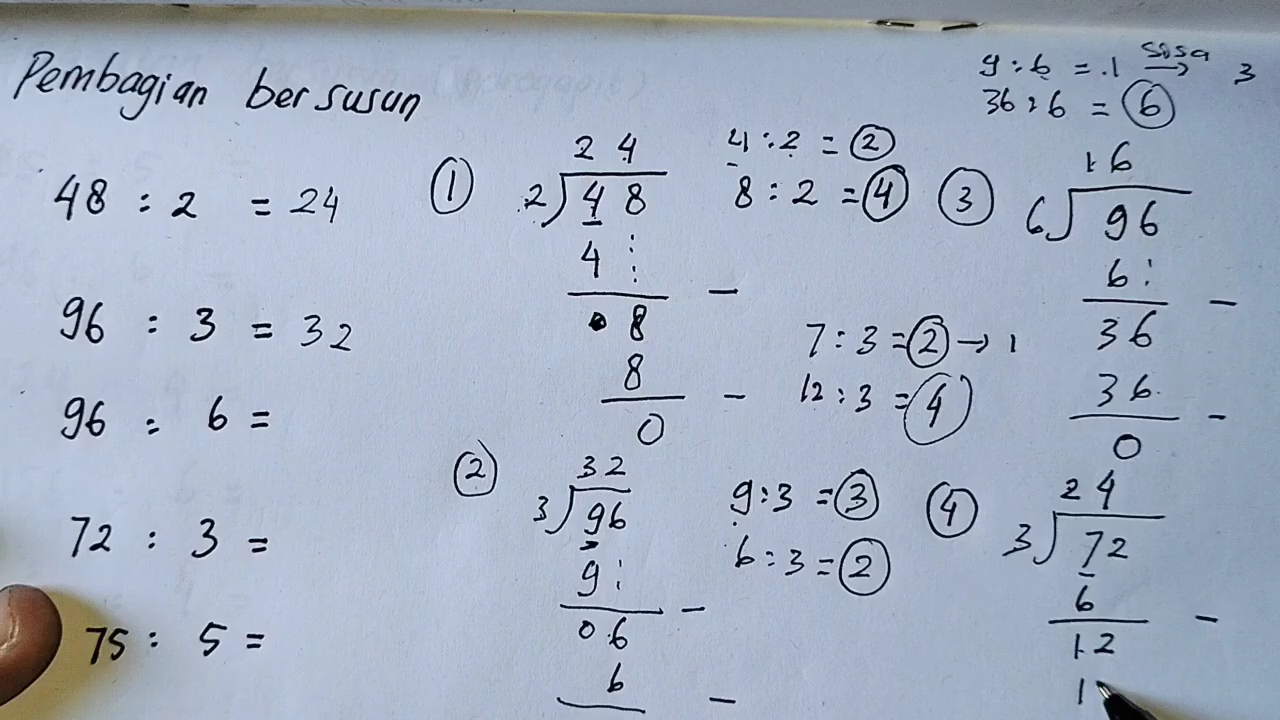 Pembagian bersusun
48 : 2 = 24
96 : 3 = 32
96 : 6 =
72 : 3 =
75 : 5 =
1
24
2 48
4
8
8
0
4 : 2 = 2
8 : 2 = 4
2
32
3 96
9
06
6
9 : 3 = 3
6 : 3 = 2
9 : 6 = 1 sisa → 3
36 : 6 = 6
3
16
6 96
6
36
36
0
7 : 3 = 2 → 1
12 : 3 = 4
4
24
3 72
6
12
1